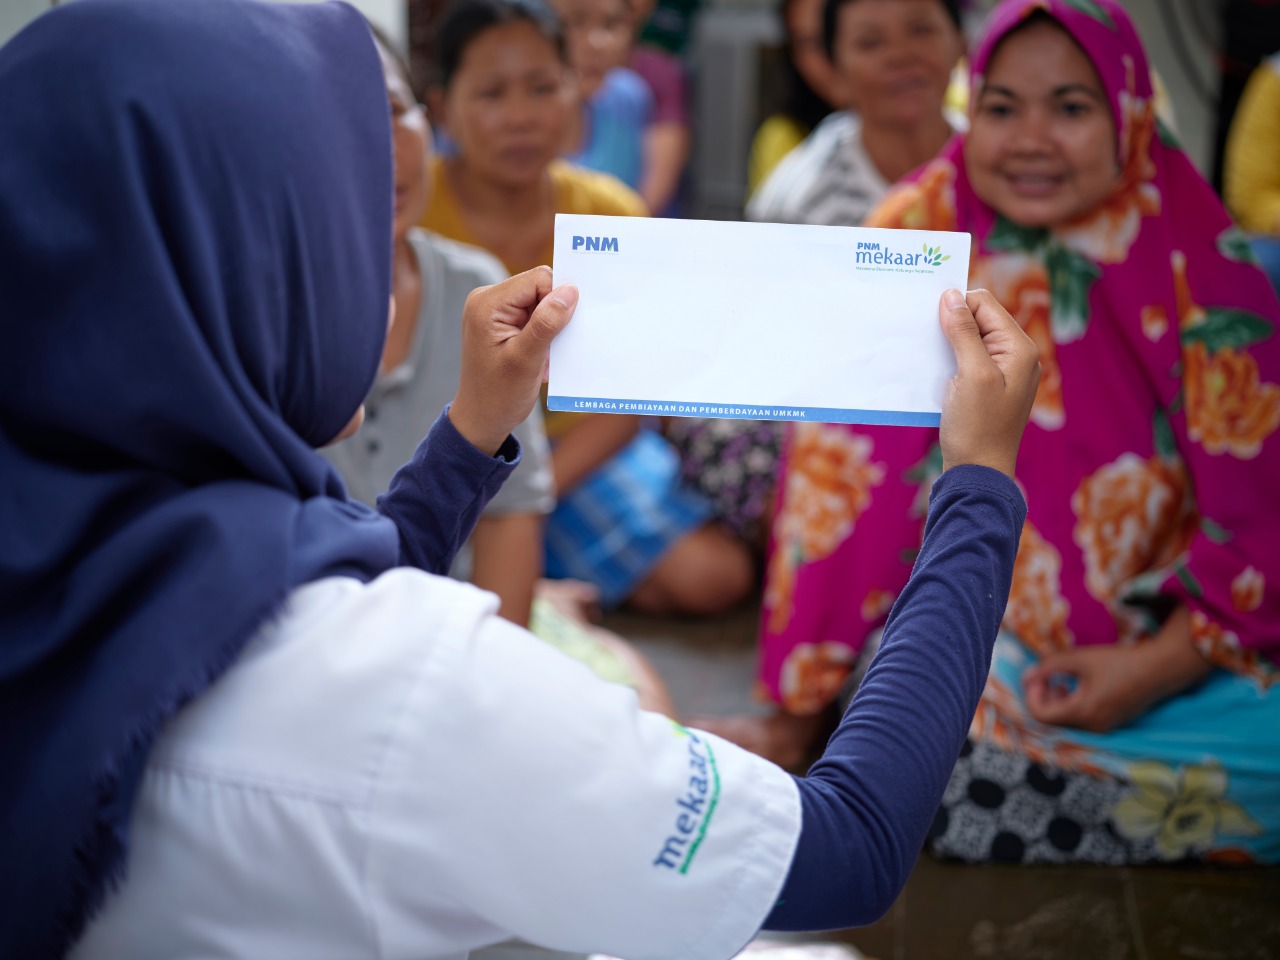 PNM
PNM
mekaar
LEMBAGA PEMBIAYAAN DAN PEMBERDAYAAN UMKMK
mekaar